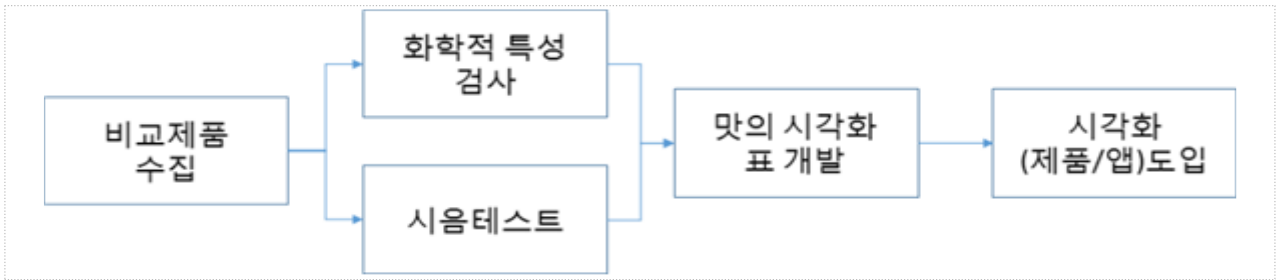 비교제품
수집
화학적 특성
검사
시음테스트
맛의 시각화
표 개발
시각화
(제품/앱)도입